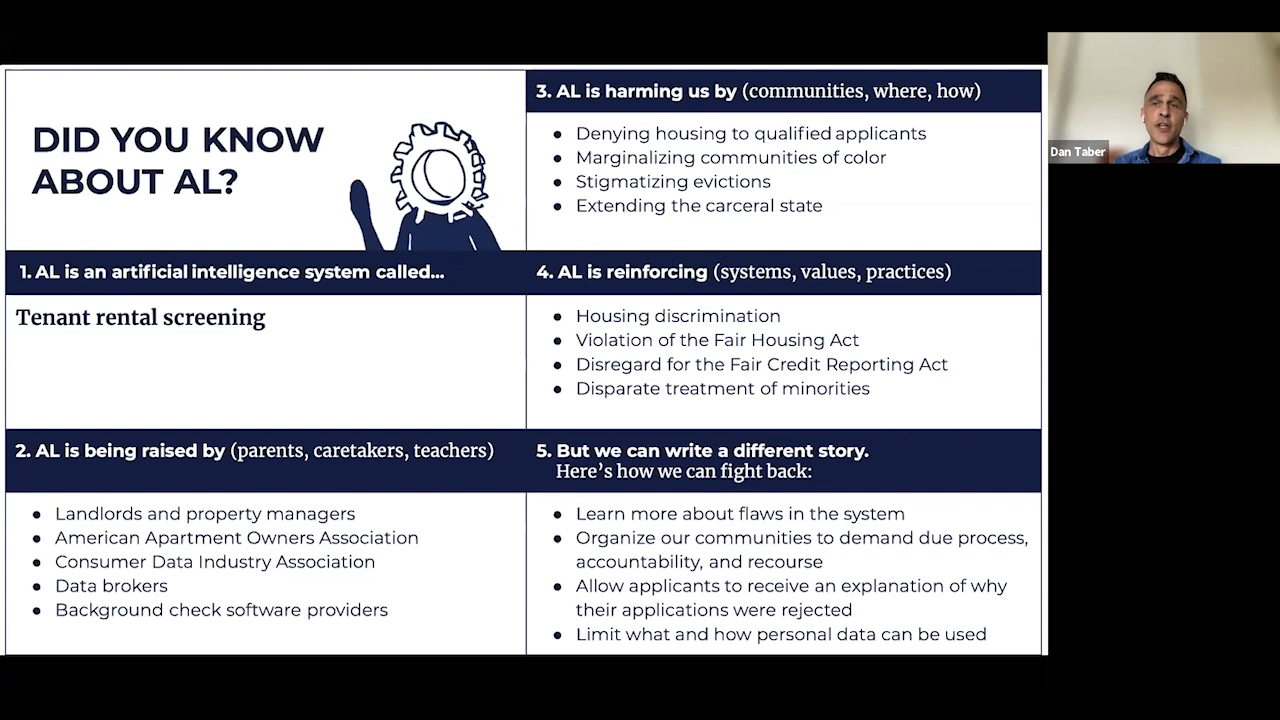 DID YOU KNOW
ABOUT AL?
1. AL is an artificial intelligence system called...
Tenant rental screening
2. AL is being raised by (parents, caretakers, teachers)
● Landlords and property managers
● American Apartment Owners Association
● Consumer Data Industry Association
● Data brokers
● Background check software providers
3. AL is harming us by (communities, where, how)
● Denying housing to qualified applicants
● Marginalizing communities of color
● Stigmatizing evictions
● Extending the carceral state
4. AL is reinforcing (systems, values, practices)
● Housing discrimination
● Violation of the Fair Housing Act
● Disregard for the Fair Credit Reporting Act
● Disparate treatment of minorities
5. But we can write a different story.
Here's how we can fight back:
● Learn more about flaws in the system
● Organize our communities to demand due process,
accountability, and recourse
● Allow applicants to receive an explanation of why
their applications were rejected
● Limit what and how personal data can be used
Dan Taber